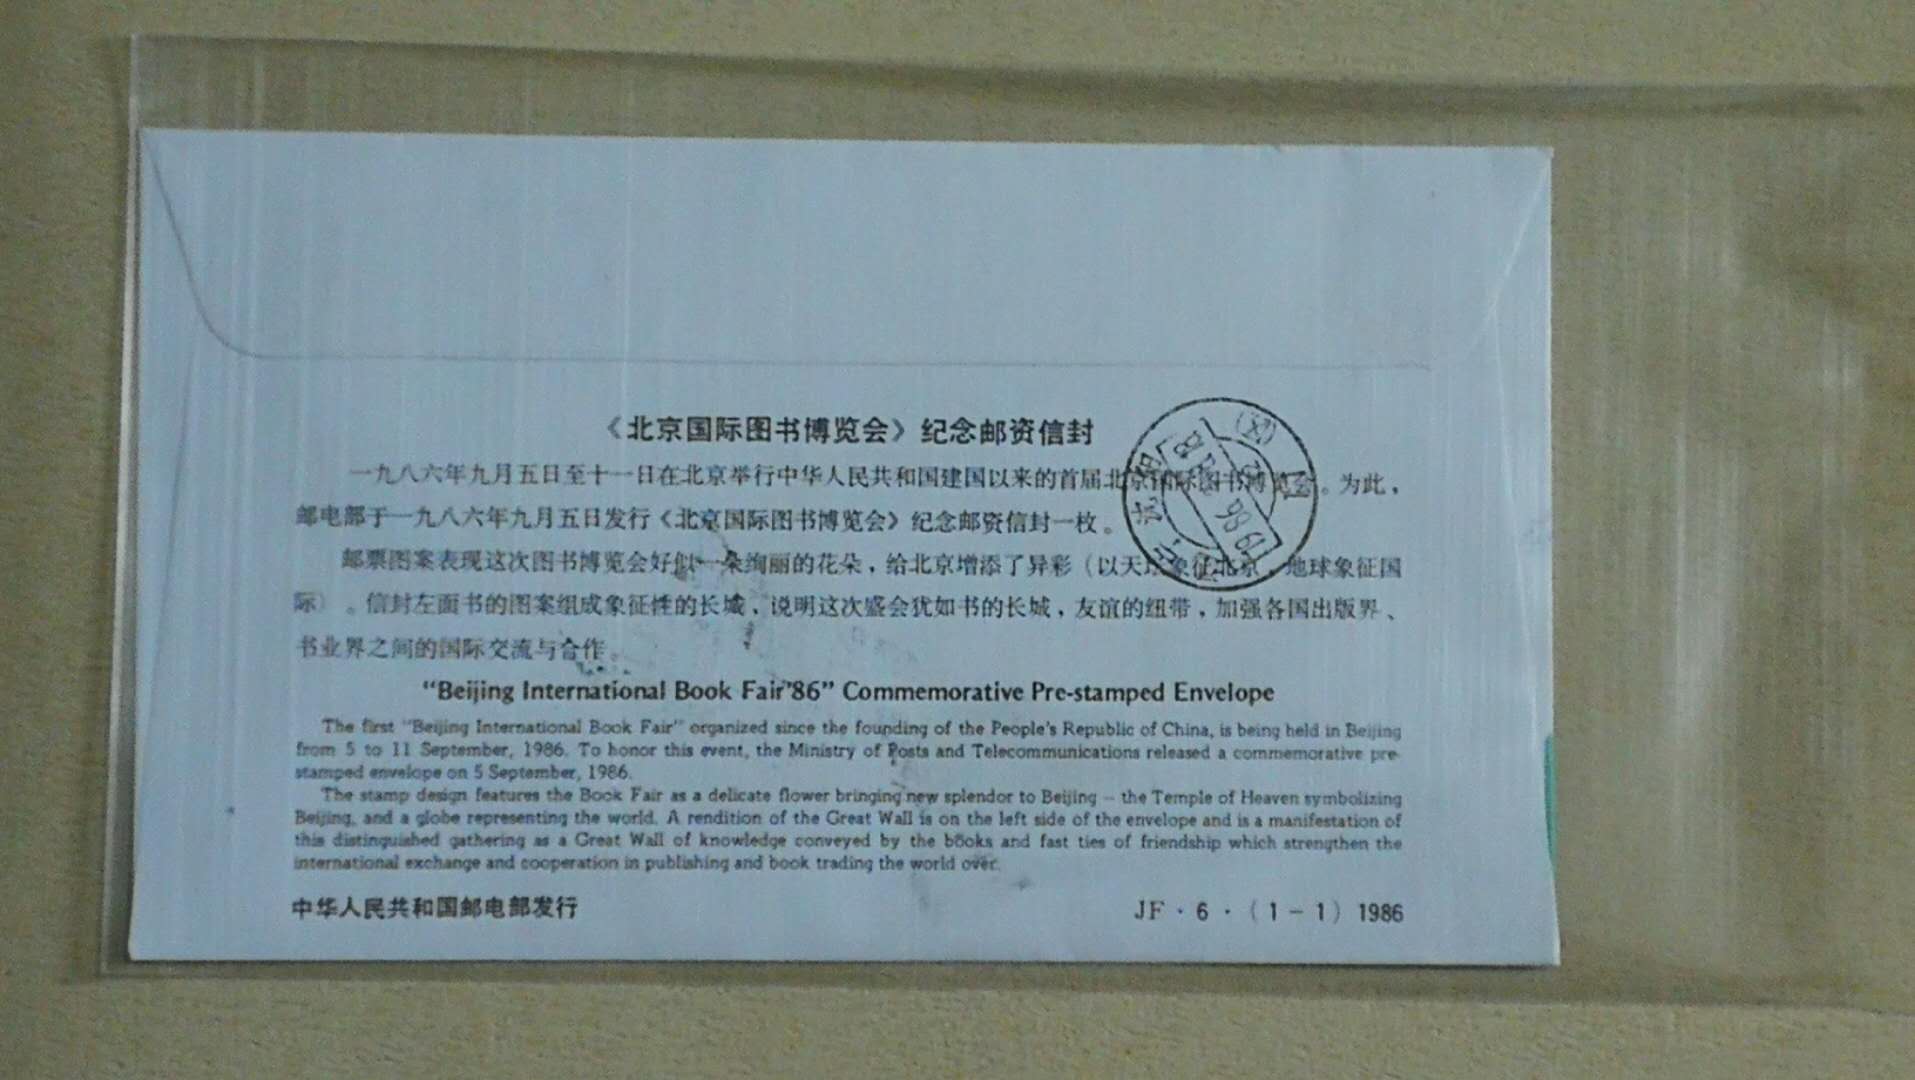 《北京国际图书博览会》纪念邮资信封
一九八六年九月五日至十一日在北京举行中华人民共和国建国以来的首届北京国际图书博览会。为此，
邮电部于一九八六年九月五日发行《北京国际图书博览会》纪念邮资信封一枚。
邮票图案表现这次图书博览会好似一朵绚丽的花朵，给北京增添了异彩（以天坛象征北京，地球象征国
际）。信封左面书的图案组成象征性的长城，说明这次盛会犹如书的长城，友谊的纽带，加强各国出版界、
书业界之间的国际交流与合作。
“Beijing International Book Fair’86” Commemorative Pre-stamped Envelope
The first “Beijing International Book Fair” organized since the founding of the People’s Republic of China, is being held in Beijing
from 5 to 11 September, 1986. To honor this event, the Ministry of Posts and Telecommunications released a commemorative pre-
stamped envelope on 5 September, 1986.
The stamp design features the Book Fair as a delicate flower bringing new splendor to Beijing – the Temple of Heaven symbolizing
Beijing, and a globe representing the world. A rendition of the Great Wall is on the left side of the envelope and is a manifestation of
this distinguished gathering as a Great Wall of knowledge conveyed by the books and fast ties of friendship which strengthen the
international exchange and cooperation in publishing and book trading the world over.
中华人民共和国邮电部发行
JF·6·(1-1) 1986